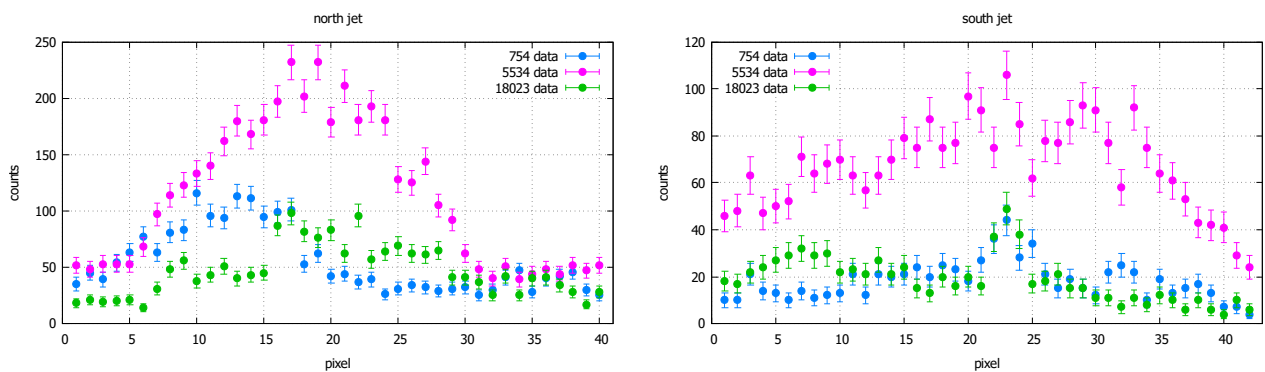 north jet
counts
250
200
150
100
50
0
0 5 10 15 20 25 30 35 40
pixel
754 data
5534 data
18023 data
south jet
counts
120
100
80
60
40
20
0
0 5 10 15 20 25 30 35 40
pixel
754 data
5534 data
18023 data